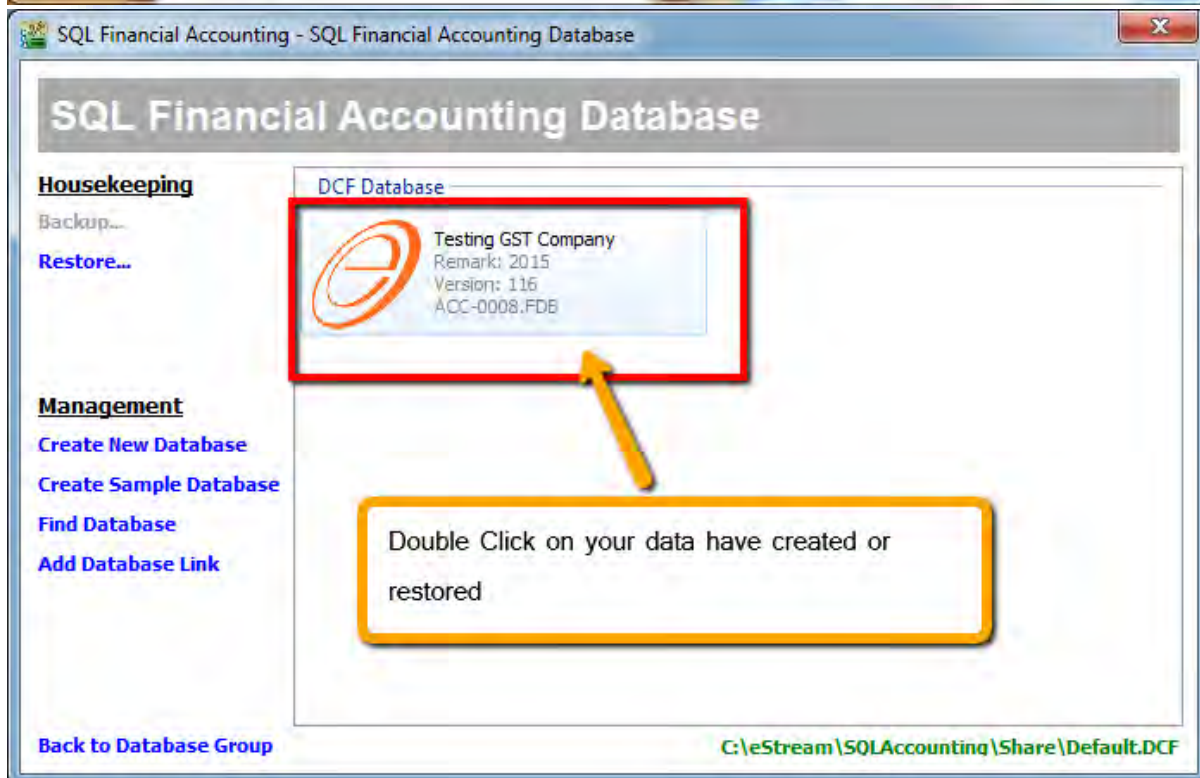 SQL Financial Accounting - SQL Financial Accounting Database
SQL Financial Accounting Database
Housekeeping
Backup...
Restore...
Management
Create New Database
Create Sample Database
Find Database
Add Database Link
Back to Database Group
DCF Database
Testing GST Company
Remark: 2015
Version: 116
ACC-0008.FDB
Double Click on your data have created or
restored
C:\eStream\SQLAccounting\Share\Default.DCF